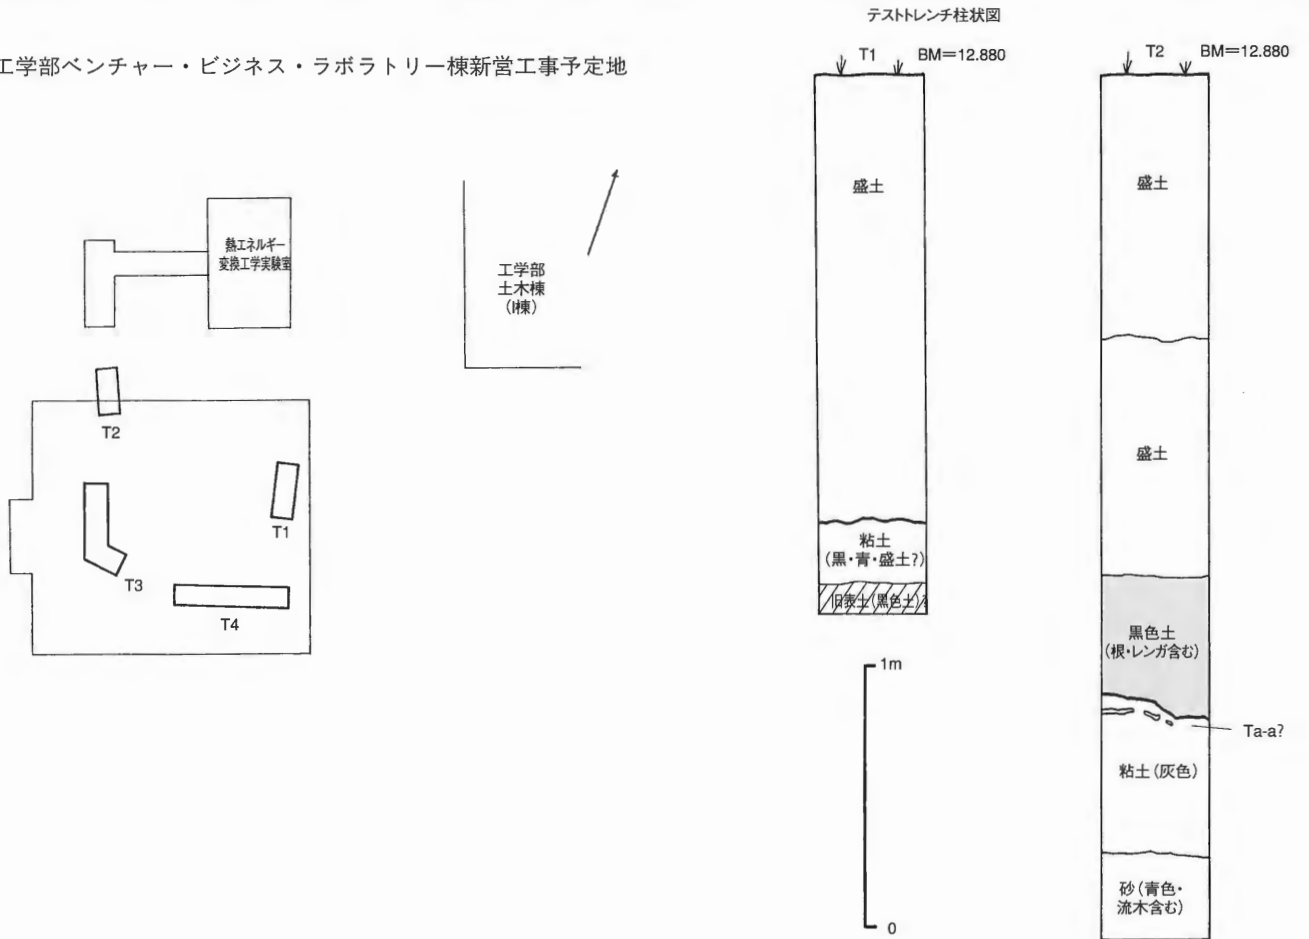 工学部ベンチャー・ビジネス・ラボラトリー棟新営工事予定地
熱エネルギー
変換工学実験室
工学部
土木棟
(I棟)
T2
T1
T3
T4
テストトレンチ柱状図
T1 BM=12.880
盛土
粘土
(黒・青・盛土?)
旧表土(黒色土)?
1m
0
T2 BM=12.880
盛土
盛土
黒色土
(根・レンガ含む)
Ta-a?
粘土(灰色)
砂(青色・
流木含む)